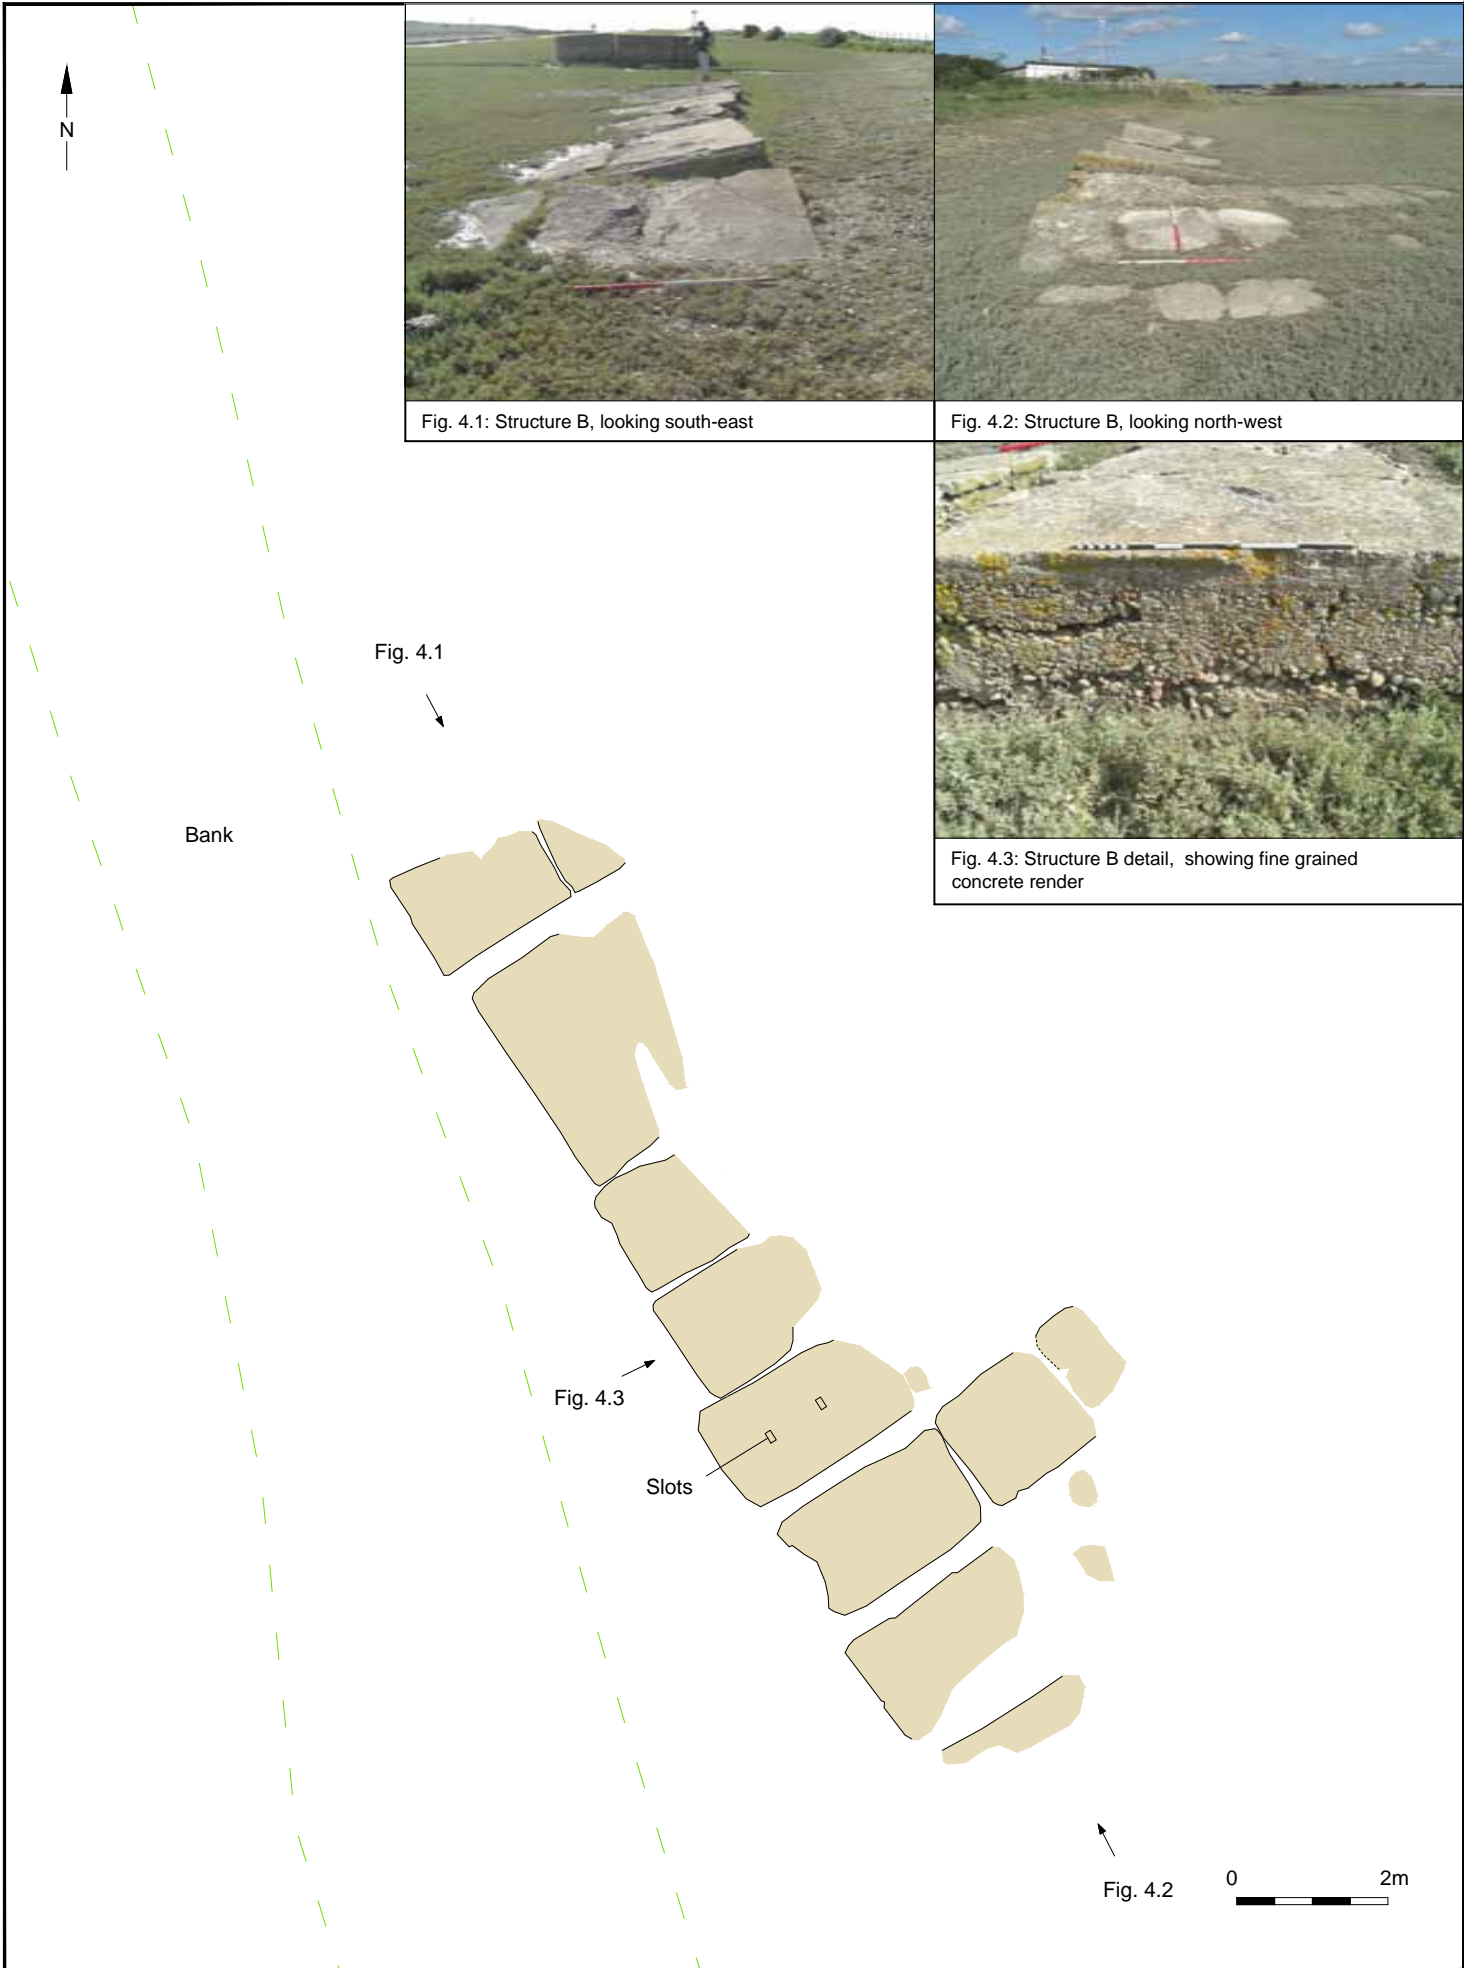 N
Fig. 4.1: Structure B, looking south-east
Fig. 4.2: Structure B, looking north-west
Fig. 4.3: Structure B detail, showing fine grained
concrete render
Fig. 4.1
Bank
Fig. 4.3
Slots
Fig. 4.2
0 2m